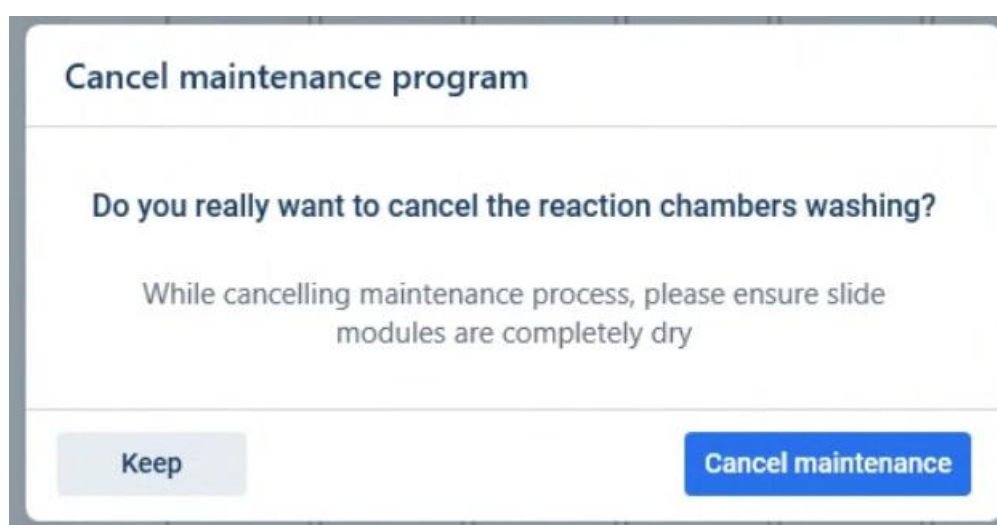 Cancel maintenance program
Do you really want to cancel the reaction chambers washing?
While cancelling maintenance process, please ensure slide
modules are completely dry
Keep
Cancel maintenance